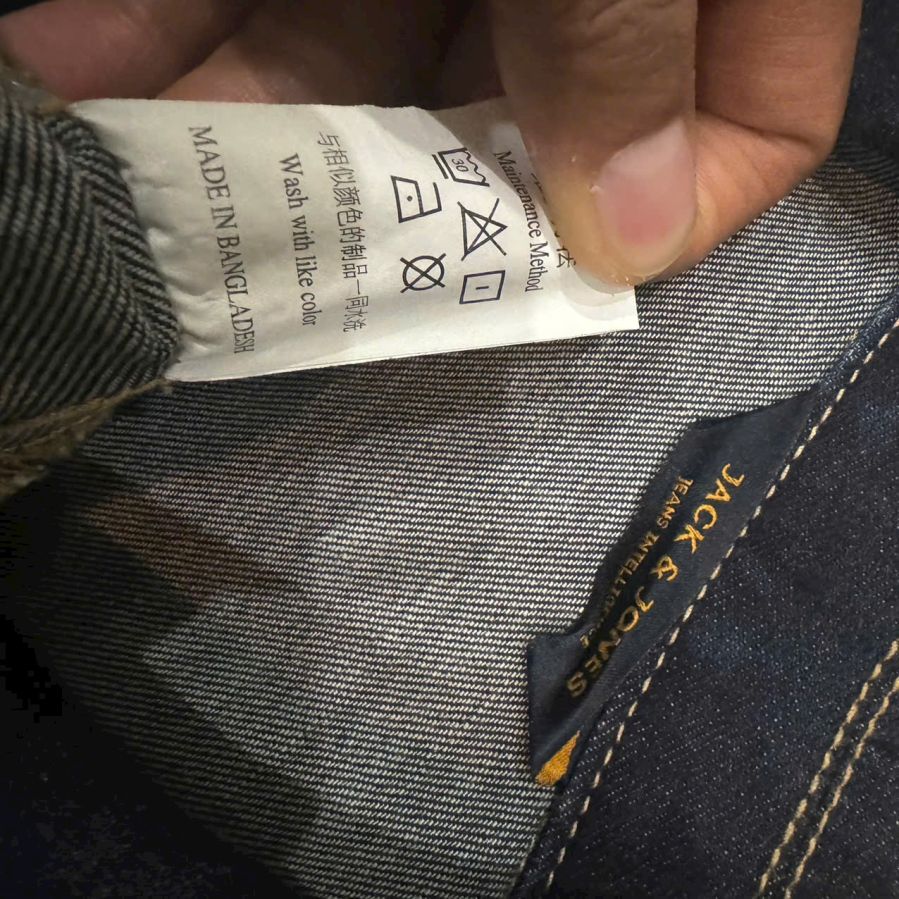 Maintenance Method
30
与相似颜色的制品一同水洗
Wash with like color
MADE IN BANGLADESH
JACK & JONES
JEANS